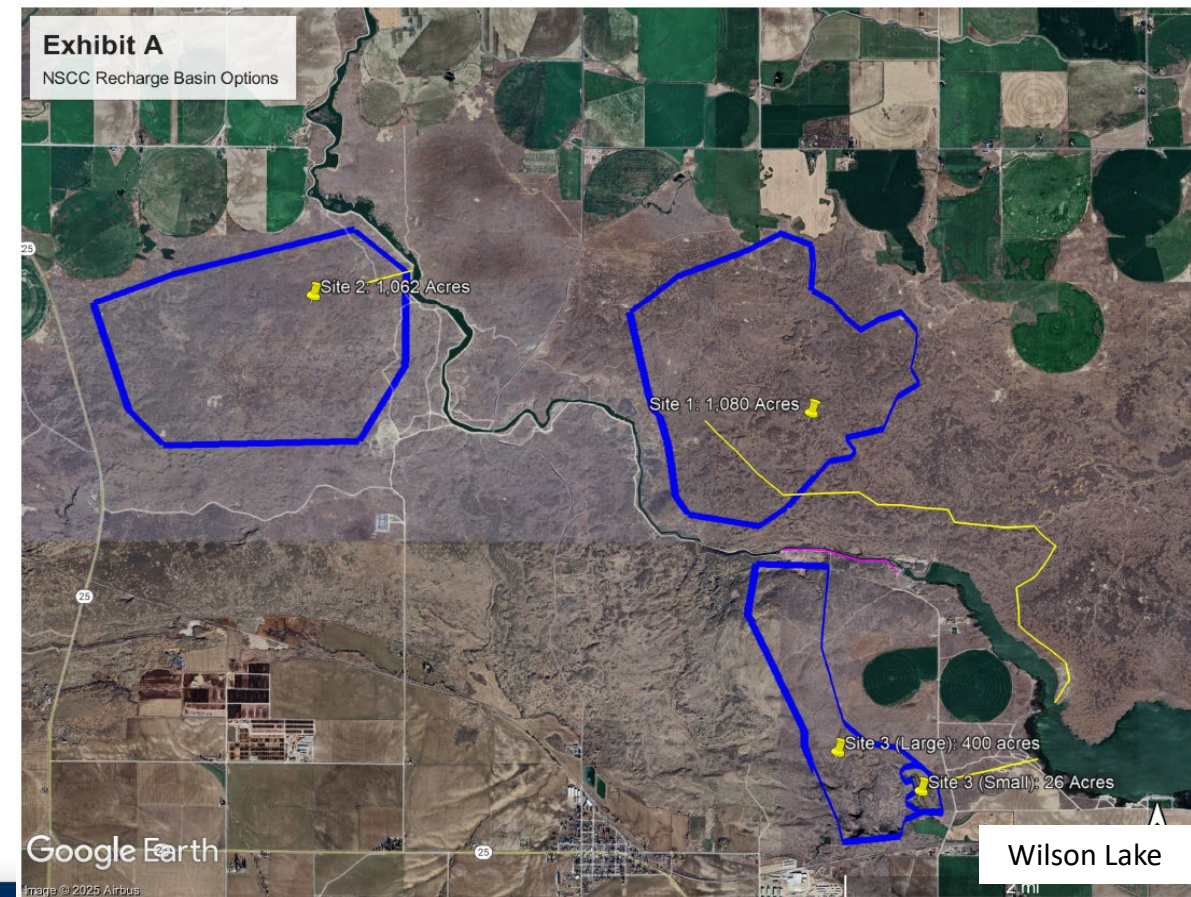 Exhibit A
NSCC Recharge Basin Options
25
Site 2: 1,062 Acres
Site 1: 1,080 Acres
25
Site 3 (Large): 400 acres
Site 3 (Small): 26 Acres
Google Earth
25
Wilson Lake
2 mi
Image © 2025 Airbus